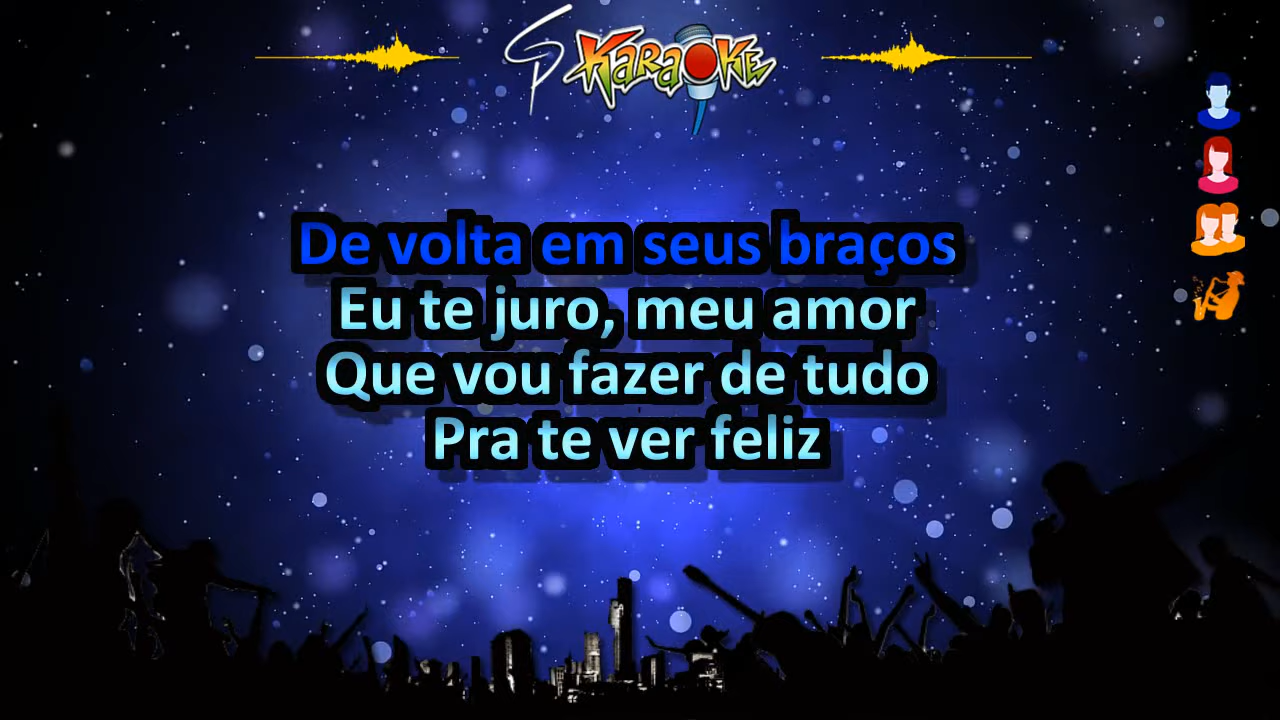 SP KARAOKE
De volta em seus braços
Eu te juro, meu amor
Que vou fazer de tudo
Pra te ver feliz